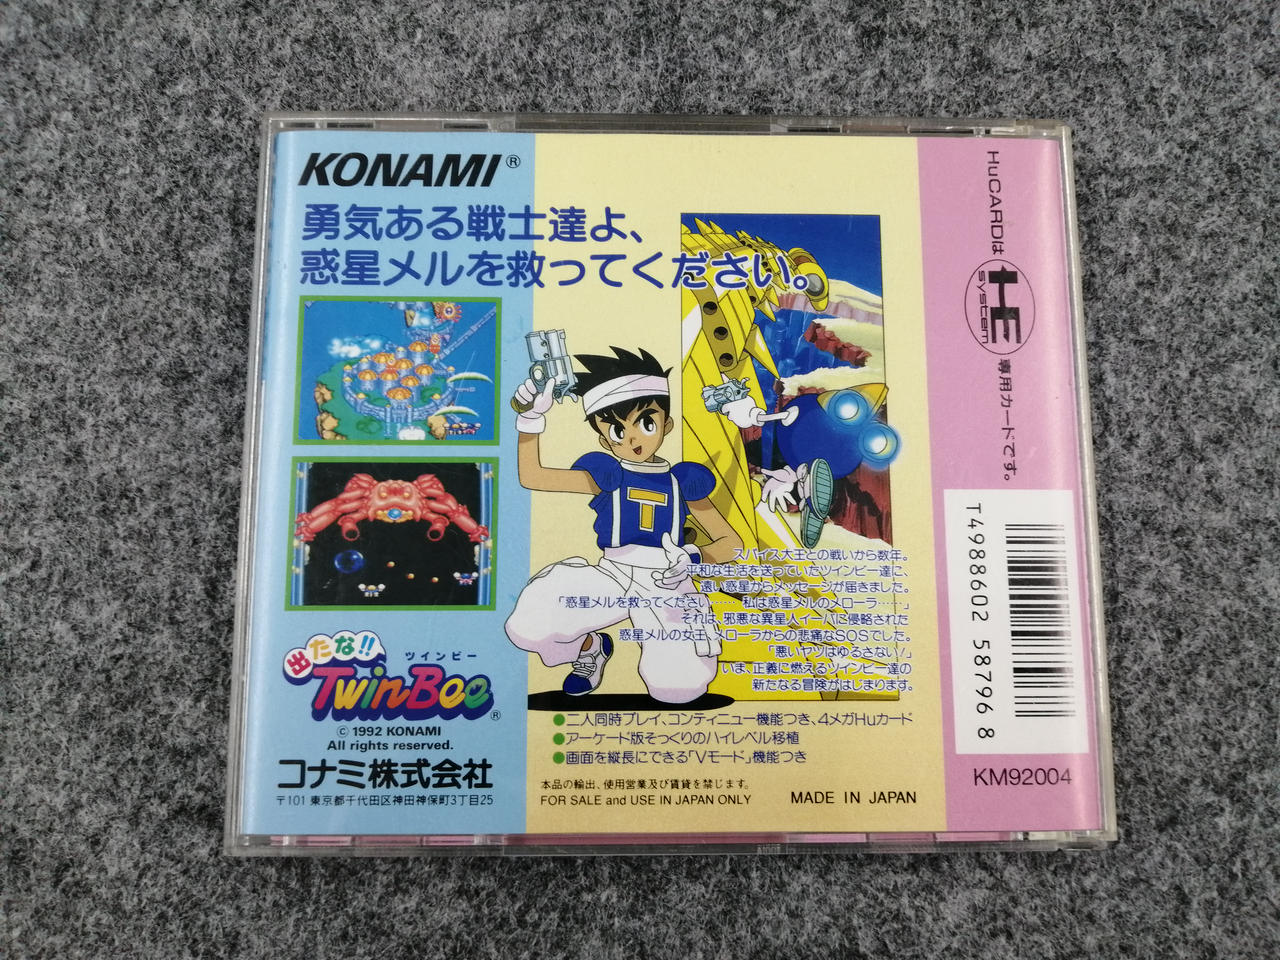 KONAMI®
勇気ある戦士達よ、
惑星メルを救ってください。
T
スパイス大王との戦いから数年。
平和な生活を送っていたツインビー達に、
遠い惑星からメッセージが届きました。
「惑星メルを救ってください…… 私は惑星メルのメローラ……」
それは、邪悪な異星人イーバに侵略された
惑星メルの女王、メローラからの悲痛なSOSでした。
「悪いヤツはゆるさない!」
いま、正義に燃えるツインビー達の
新たなる冒険がはじまります。
出たな!!
ツインビー
TwinBee®
© 1992 KONAMI
All rights reserved.
コナミ株式会社
〒101 東京都千代田区神田神保町3丁目25
●二人同時プレイ、コンティニュー機能つき、4メガHuカード
●アーケード版そっくりのハイレベル移植
●画面を縦長にできる「Vモード」機能つき
本品の輸出、使用営業及び賃貸を禁じます。
FOR SALE and USE IN JAPAN ONLY
MADE IN JAPAN
HuCARDは HE system 専用カードです。
T4988602 58796 8
KM92004